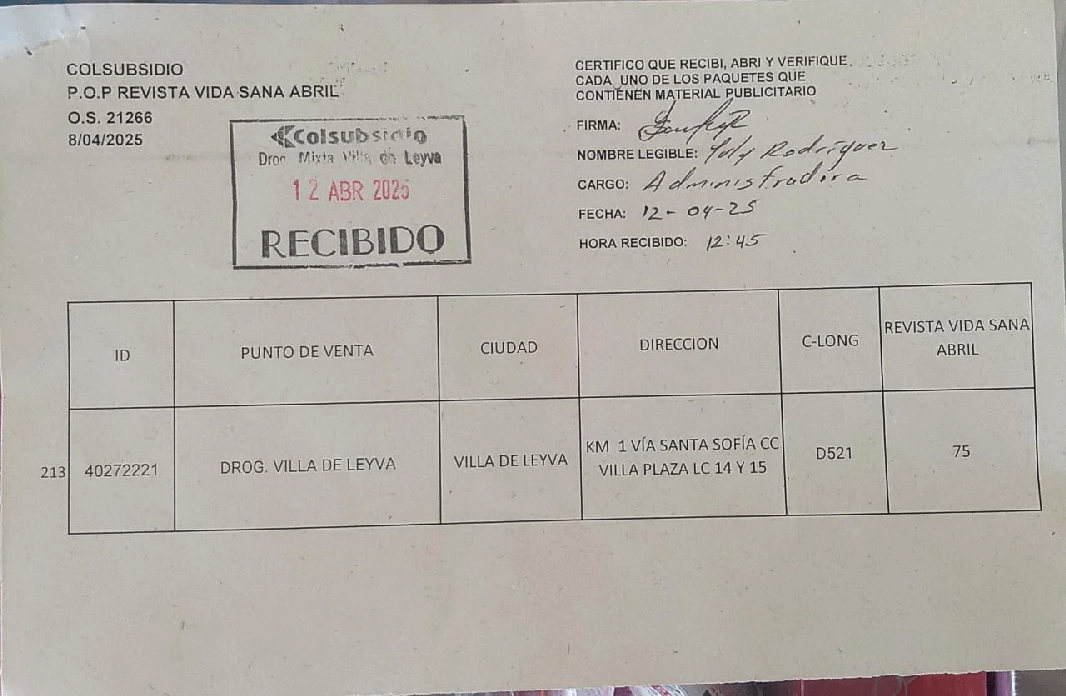 COLSUBSIDIO
P.O.P REVISTA VIDA SANA ABRIL
O.S. 21266
8/04/2025
Colsubsidio
Drog. Mixta Villa de Leyva
12 ABR 2025
RECIBIDO
CERTIFICO QUE RECIBI, ABRI Y VERIFIQUE
CADA UNO DE LOS PAQUETES QUE
CONTIENEN MATERIAL PUBLICITARIO
FIRMA:
NOMBRE LEGIBLE: Yuly Rodriguez
CARGO: Administradora
FECHA: 12-04-25
HORA RECIBIDO: 12:45
ID
PUNTO DE VENTA
CIUDAD
DIRECCION
C-LONG
REVISTA VIDA SANA
ABRIL
213
40272221
DROG. VILLA DE LEYVA
VILLA DE LEYVA
KM 1 VÍA SANTA SOFÍA CC
VILLA PLAZA LC 14 Y 15
D521
75